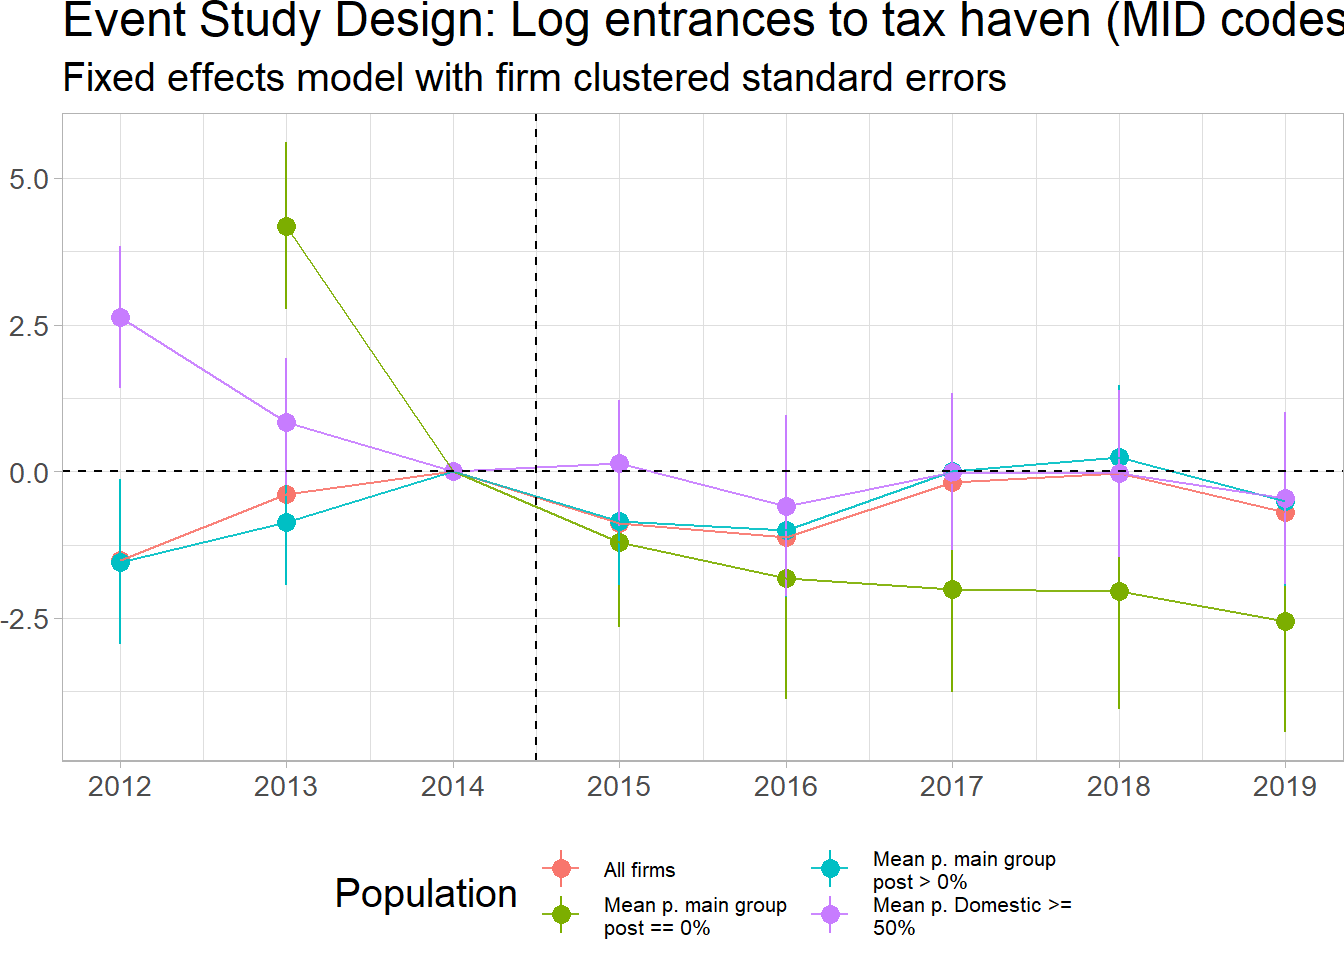 Event Study Design: Log entrances to tax haven (MID codes
Fixed effects model with firm clustered standard errors
5.0
2.5
0.0
-2.5
2012 2013 2014 2015 2016 2017 2018 2019
Population
All firms
Mean p. main group
post == 0%
Mean p. main group
post > 0%
Mean p. Domestic >=
50%